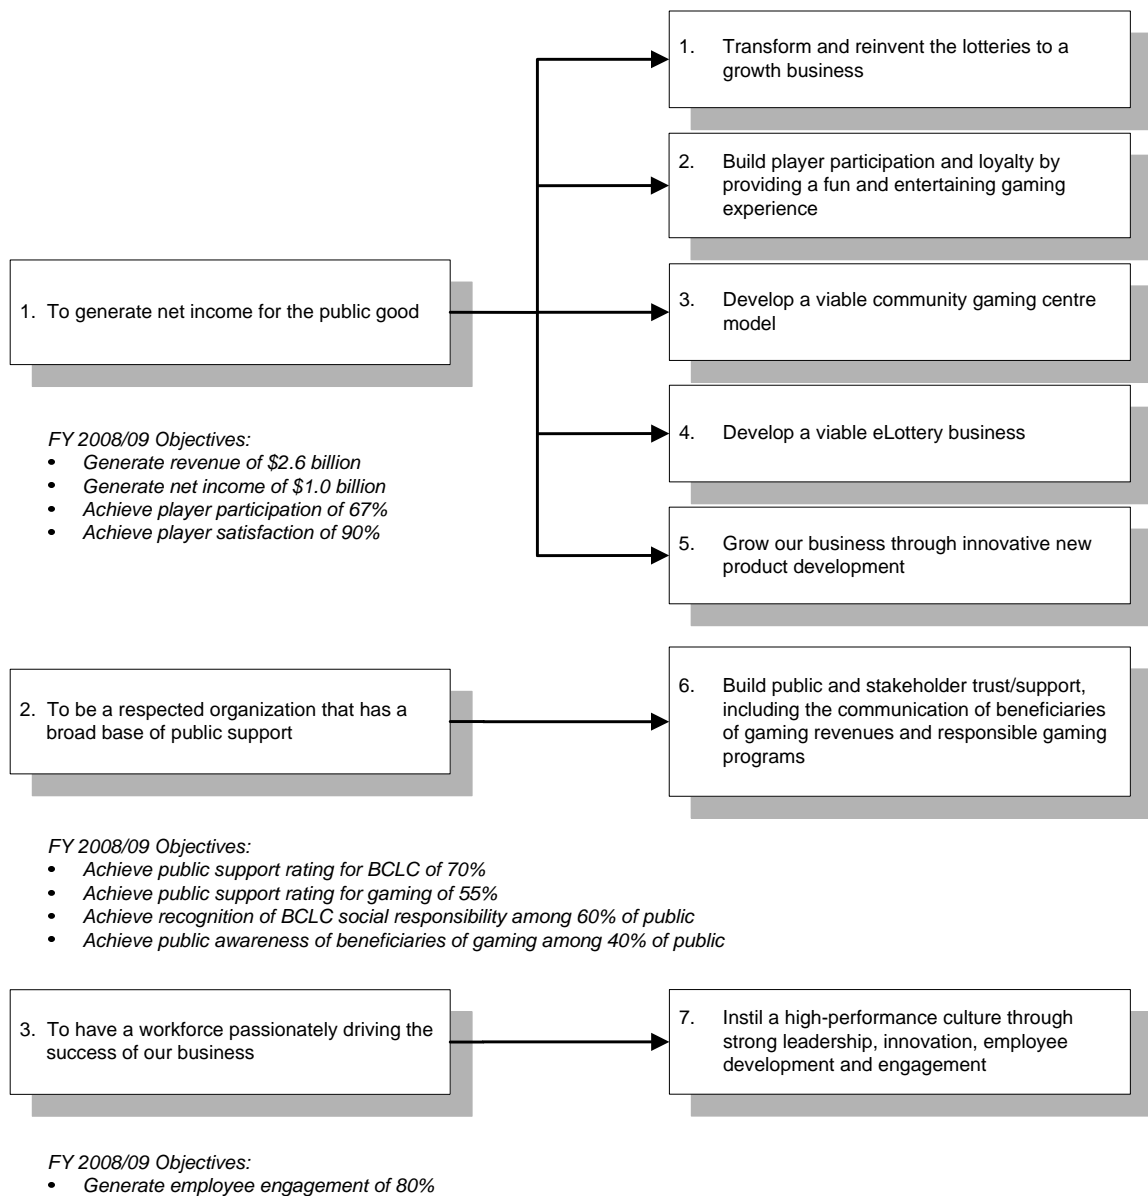 1. Transform and reinvent the lotteries to a
growth business
2. Build player participation and loyalty by
providing a fun and entertaining gaming
experience
1. To generate net income for the public good
3. Develop a viable community gaming centre
model
4. Develop a viable eLottery business
5. Grow our business through innovative new
product development
FY 2008/09 Objectives:
• Generate revenue of $2.6 billion
• Generate net income of $1.0 billion
• Achieve player participation of 67%
• Achieve player satisfaction of 90%
2. To be a respected organization that has a
broad base of public support
6. Build public and stakeholder trust/support,
including the communication of beneficiaries
of gaming revenues and responsible gaming
programs
FY 2008/09 Objectives:
• Achieve public support rating for BCLC of 70%
• Achieve public support rating for gaming of 55%
• Achieve recognition of BCLC social responsibility among 60% of public
• Achieve public awareness of beneficiaries of gaming among 40% of public
3. To have a workforce passionately driving the
success of our business
7. Instil a high-performance culture through
strong leadership, innovation, employee
development and engagement
FY 2008/09 Objectives:
• Generate employee engagement of 80%